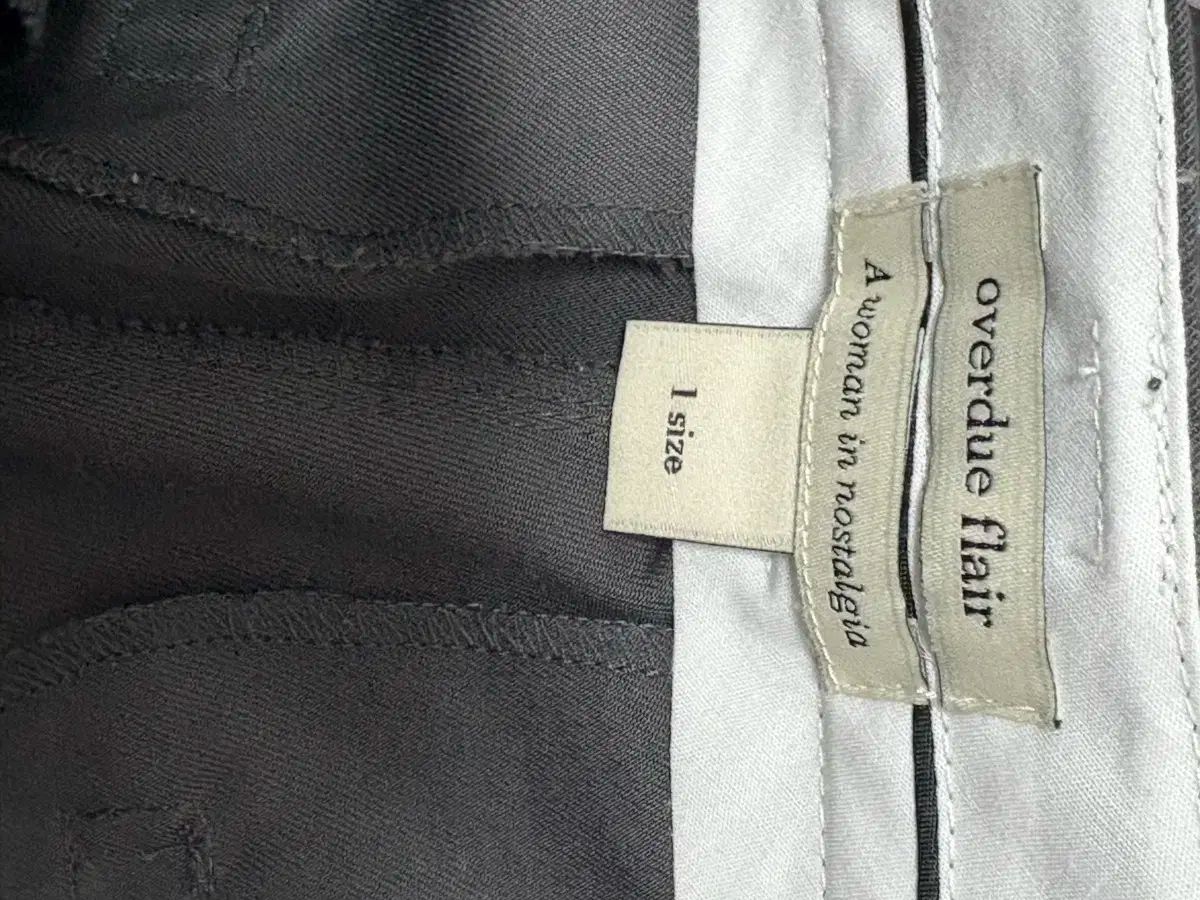 overdue flair
A woman in nostalgia
1 size